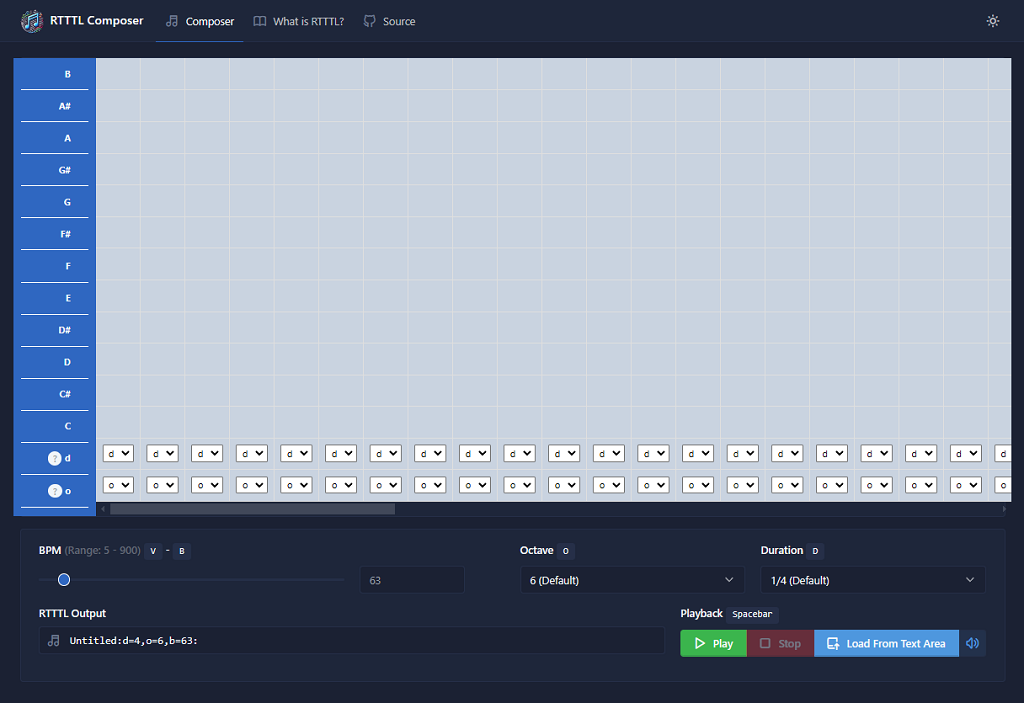 RTTTL Composer Composer What is RTTTL? Source
B
A#
A
G#
G
F#
F
E
D#
D
C#
C
? d d d d d d d d d d d d d d d d d d d d d d
? o o o o o o o o o o o o o o o o o o o o o o
BPM (Range: 5 - 900) V - B Octave O Duration D
63 6 (Default) 1/4 (Default)
RTTTL Output Playback Spacebar
Untitled:d=4,o=6,b=63: Play Stop Load From Text Area